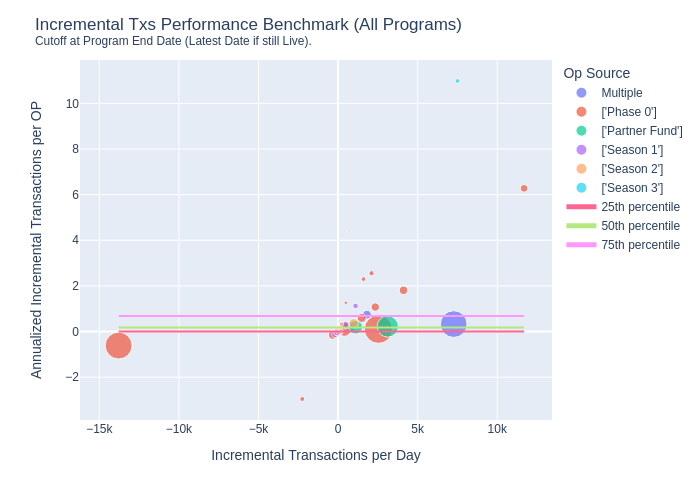 Incremental Txs Performance Benchmark (All Programs)
Cutoff at Program End Date (Latest Date if still Live).
Annualized Incremental Transactions per OP
10
8
6
4
2
0
−2
−15k
−10k
−5k
0
5k
10k
Incremental Transactions per Day
Op Source
Multiple
['Phase 0']
['Partner Fund']
['Season 1']
['Season 2']
['Season 3']
25th percentile
50th percentile
75th percentile